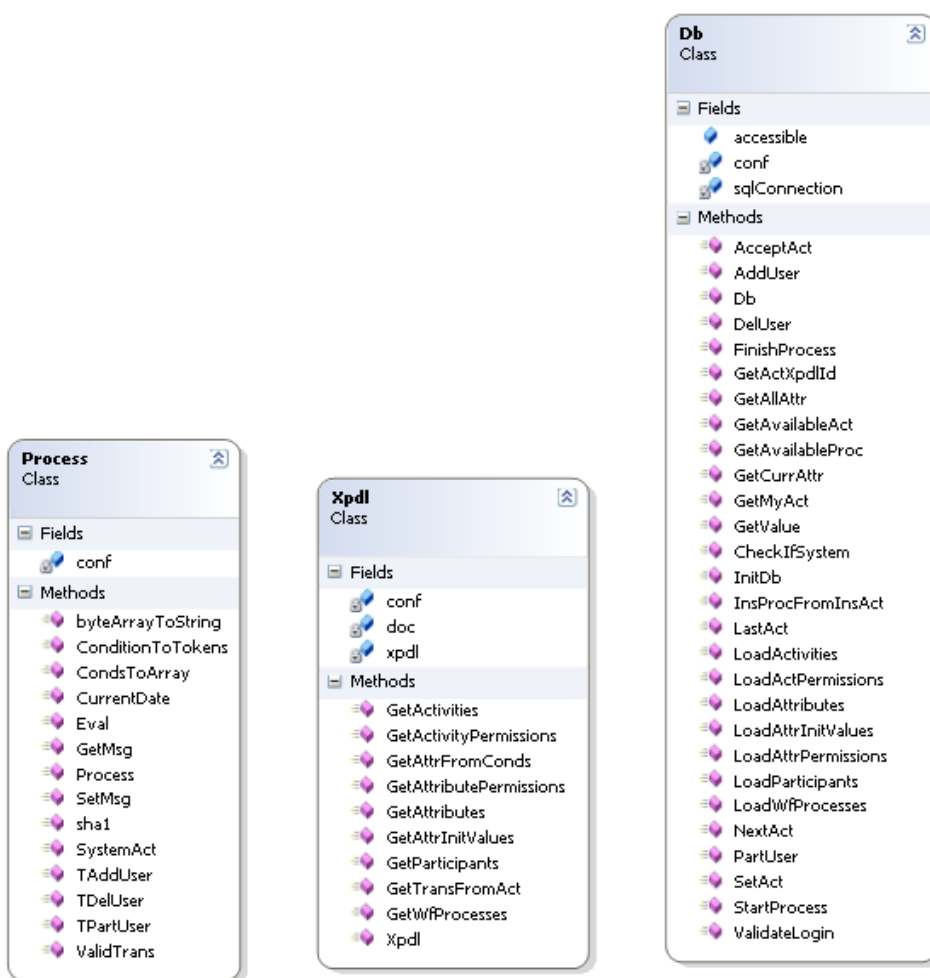 Process
Class
Fields
conf
Methods
byteArrayToString
ConditionToTokens
CondsToArray
CurrentDate
Eval
GetMsg
Process
SetMsg
sha1
SystemAct
TAddUser
TDelUser
TPartUser
ValidTrans
Xpdl
Class
Fields
conf
doc
xpdl
Methods
GetActivities
GetActivityPermissions
GetAttrFromConds
GetAttributePermissions
GetAttributes
GetAttrInitValues
GetParticipants
GetTransFromAct
GetWfProcesses
Xpdl
Db
Class
Fields
accessible
conf
sqlConnection
Methods
AcceptAct
AddUser
Db
DelUser
FinishProcess
GetActXpdlId
GetAllAttr
GetAvailableAct
GetAvailableProc
GetCurrAttr
GetMyAct
GetValue
CheckIfSystem
InitDb
InsProcFromInsAct
LastAct
LoadActivities
LoadActPermissions
LoadAttributes
LoadAttrInitValues
LoadAttrPermissions
LoadParticipants
LoadWfProcesses
NextAct
PartUser
SetAct
StartProcess
ValidateLogin